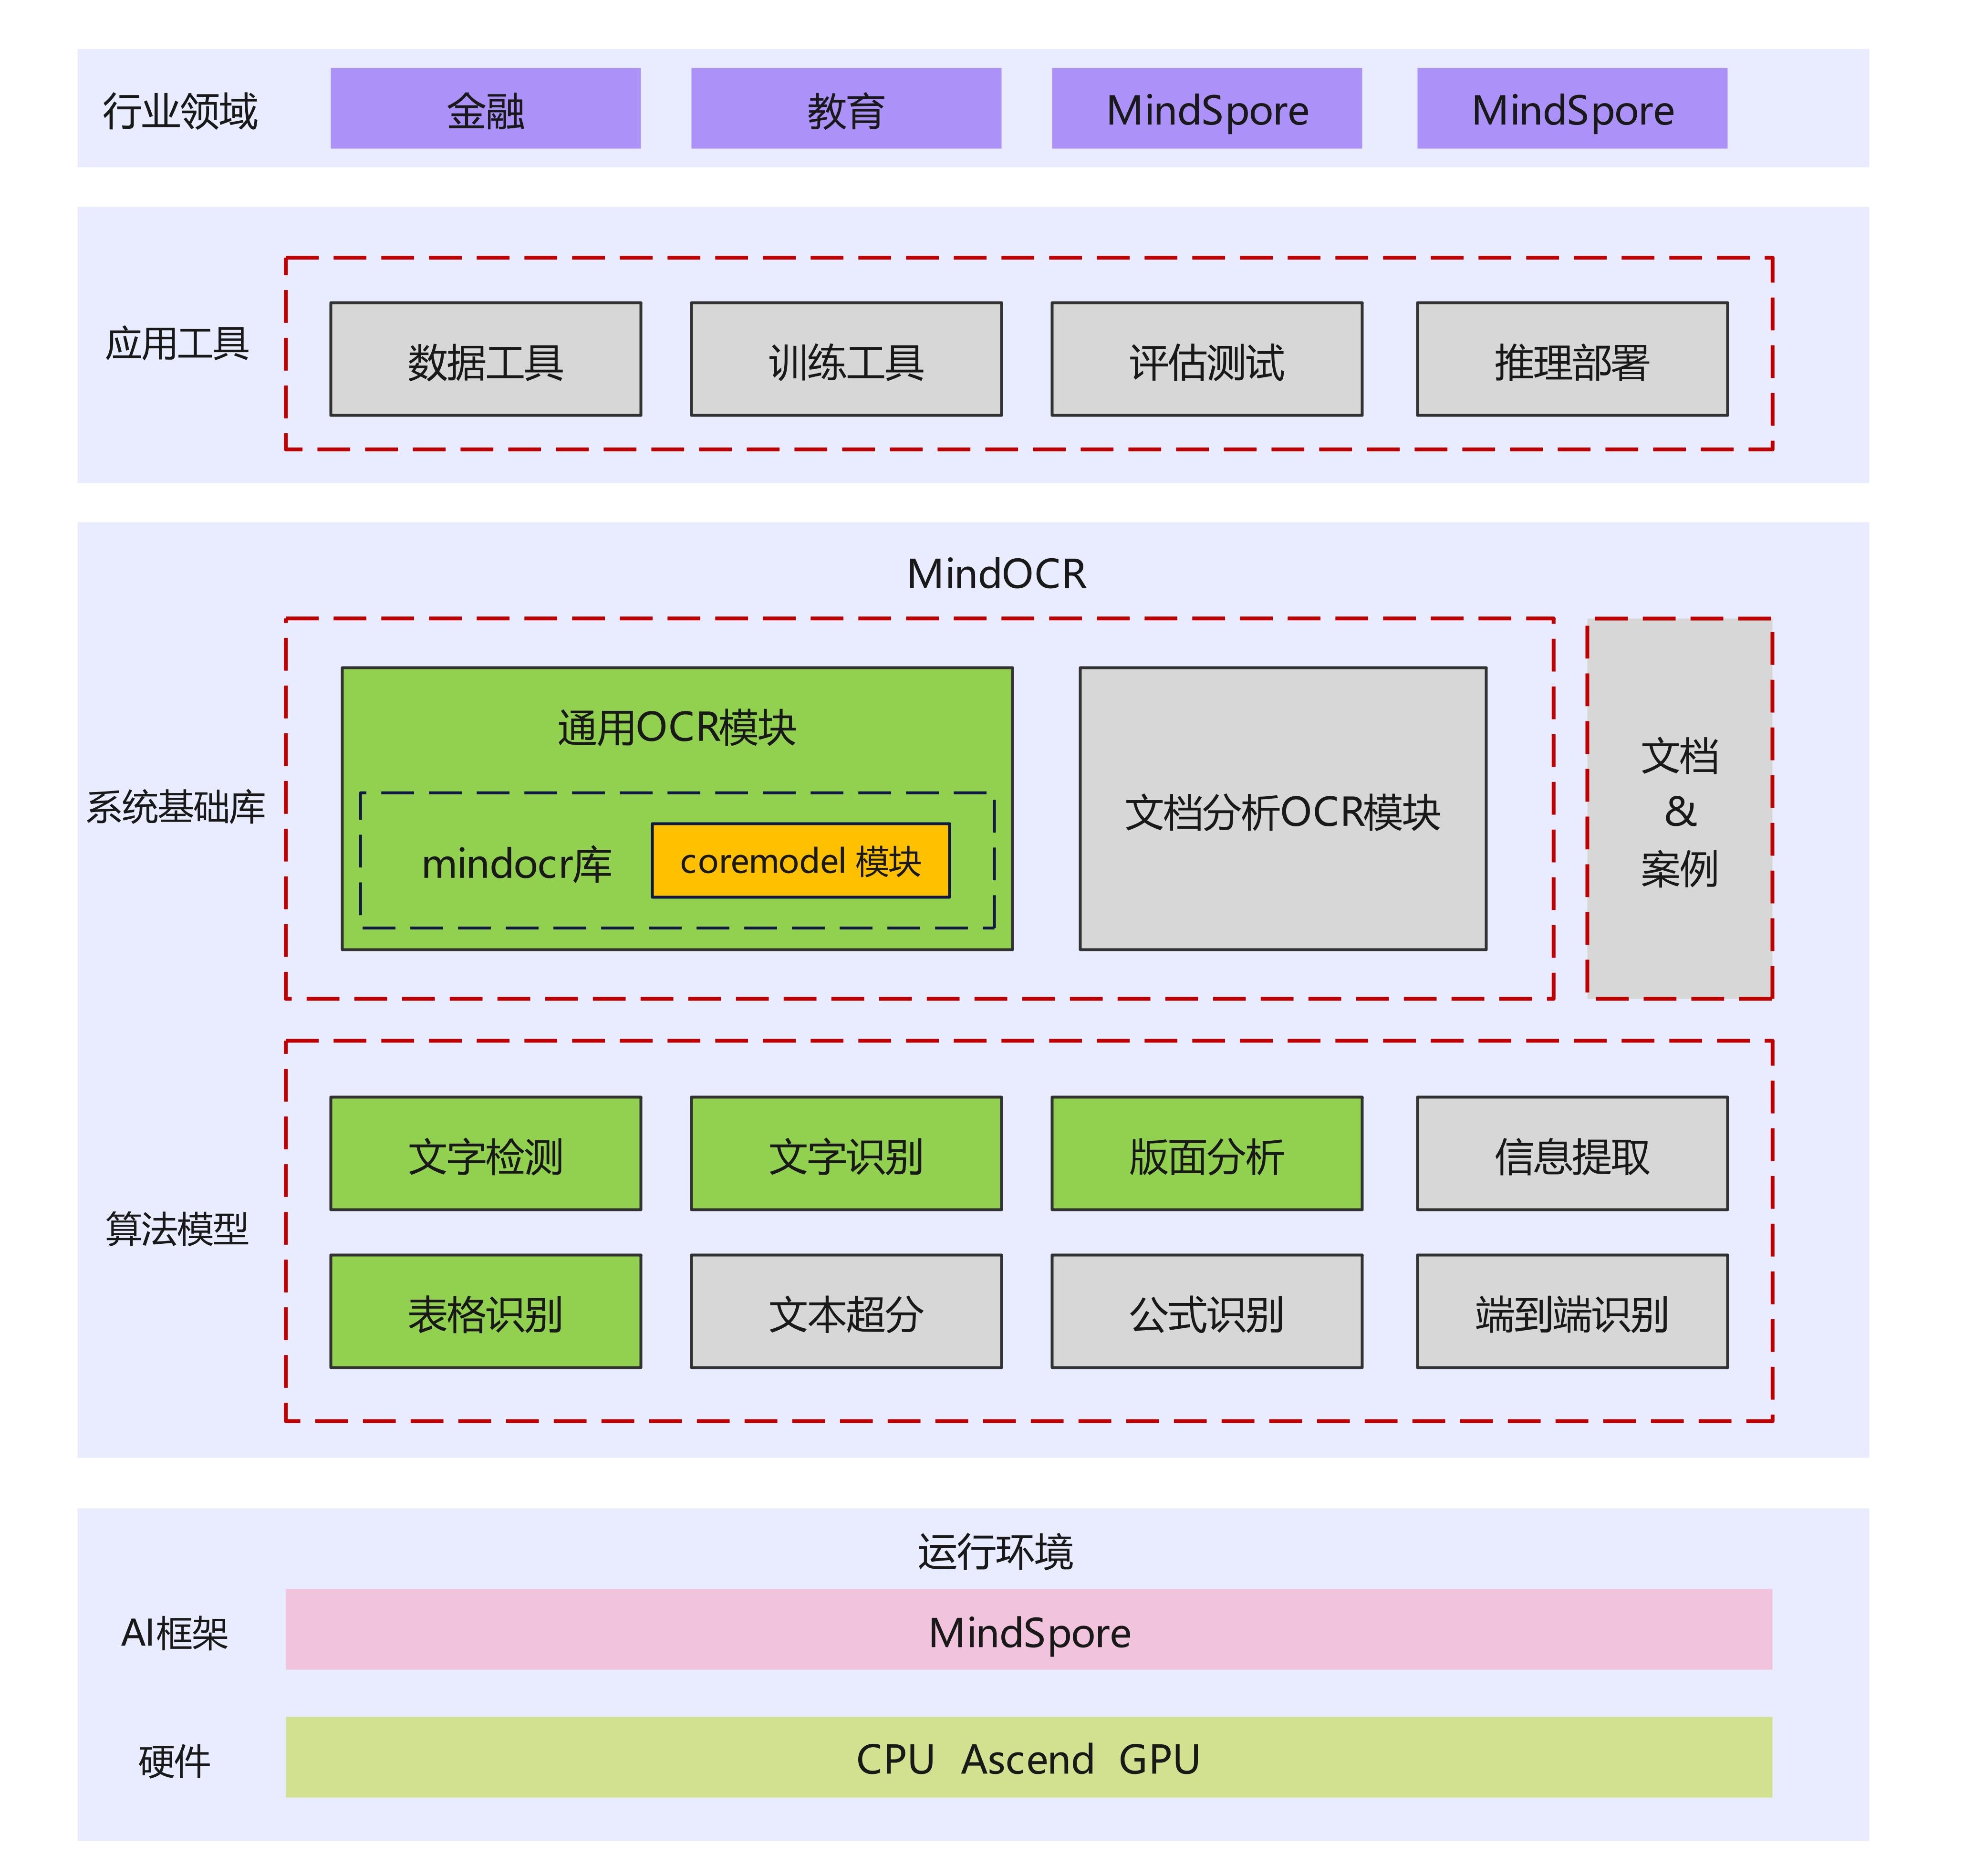 行业领域
金融
教育
MindSpore
MindSpore
应用工具
数据工具
训练工具
评估测试
推理部署
MindOCR
系统基础库
通用OCR模块
mindocr库
coremodel 模块
文档分析OCR模块
文档
&
案例
算法模型
文字检测
文字识别
版面分析
信息提取
表格识别
文本超分
公式识别
端到端识别
运行环境
AI框架
MindSpore
硬件
CPU Ascend GPU